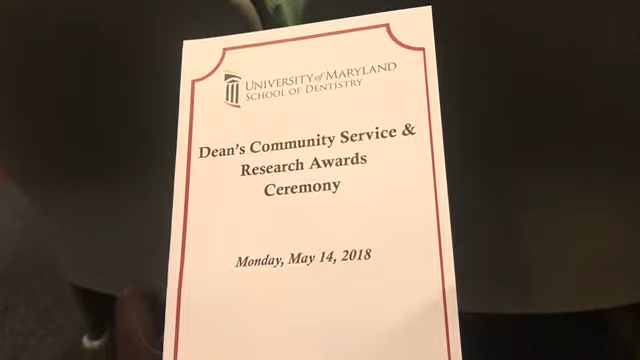 UNIVERSITY of MARYLAND
SCHOOL OF DENTISTRY
Dean's Community Service &
Research Awards
Ceremony
Monday, May 14, 2018